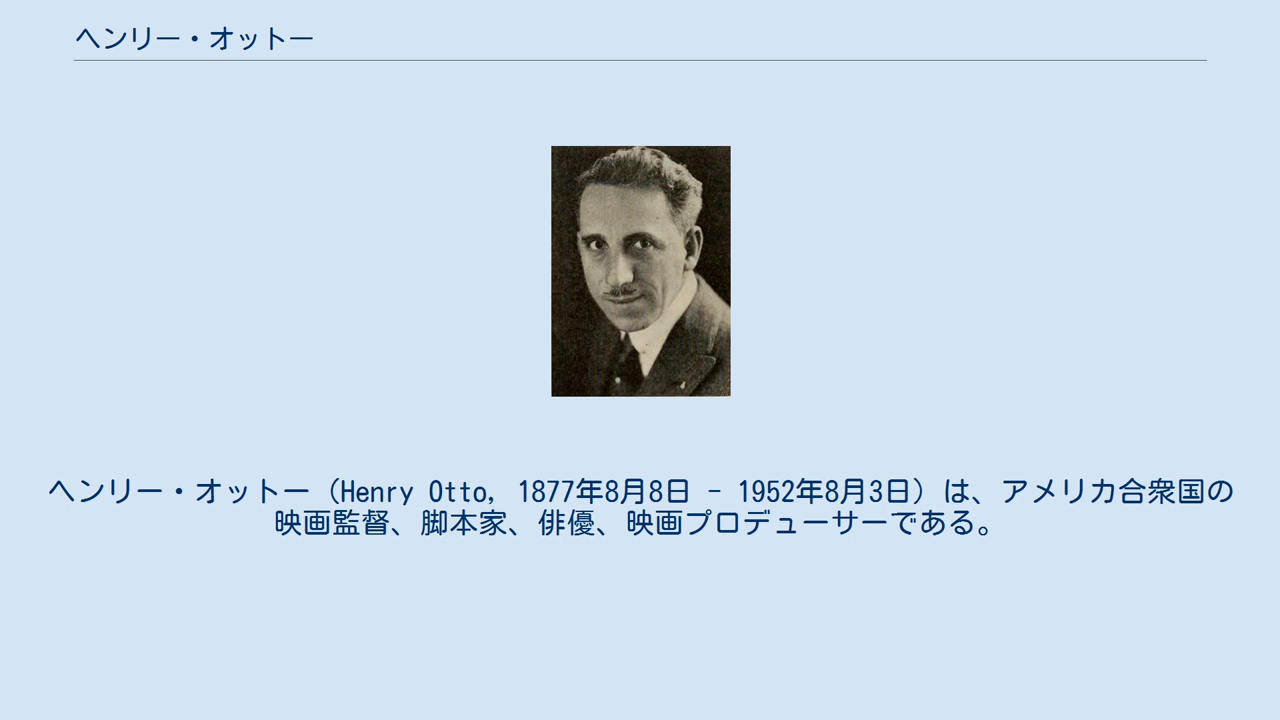 ヘンリー・オットー
ヘンリー・オットー（Henry Otto, 1877年8月8日 - 1952年8月3日）は、アメリカ合衆国の
映画監督、脚本家、俳優、映画プロデューサーである。